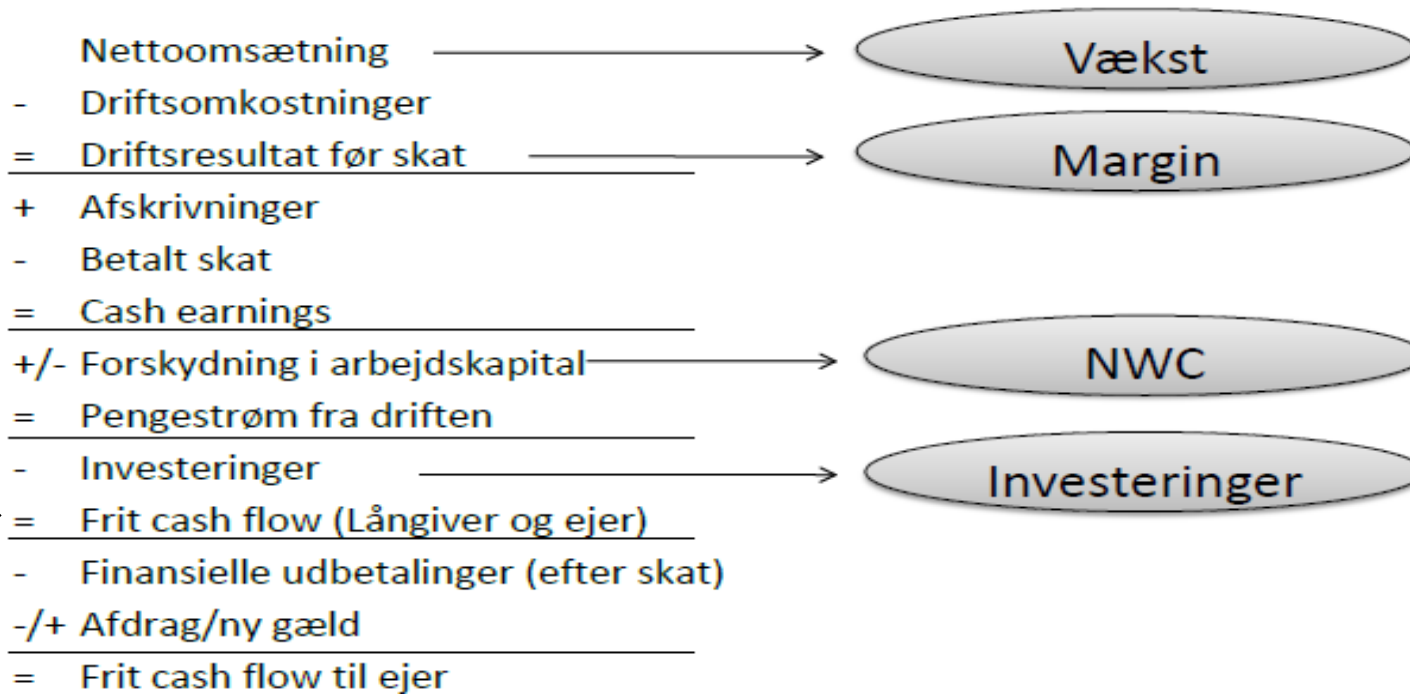 Nettoomsætning Vækst
- Driftsomkostninger
= Driftsresultat før skat Margin
+ Afskrivninger
- Betalt skat
= Cash earnings
+/- Forskydning i arbejdskapital NWC
= Pengestrøm fra driften
- Investeringer Investeringer
= Frit cash flow (Långiver og ejer)
- Finansielle udbetalinger (efter skat)
-/+ Afdrag/ny gæld
= Frit cash flow til ejer